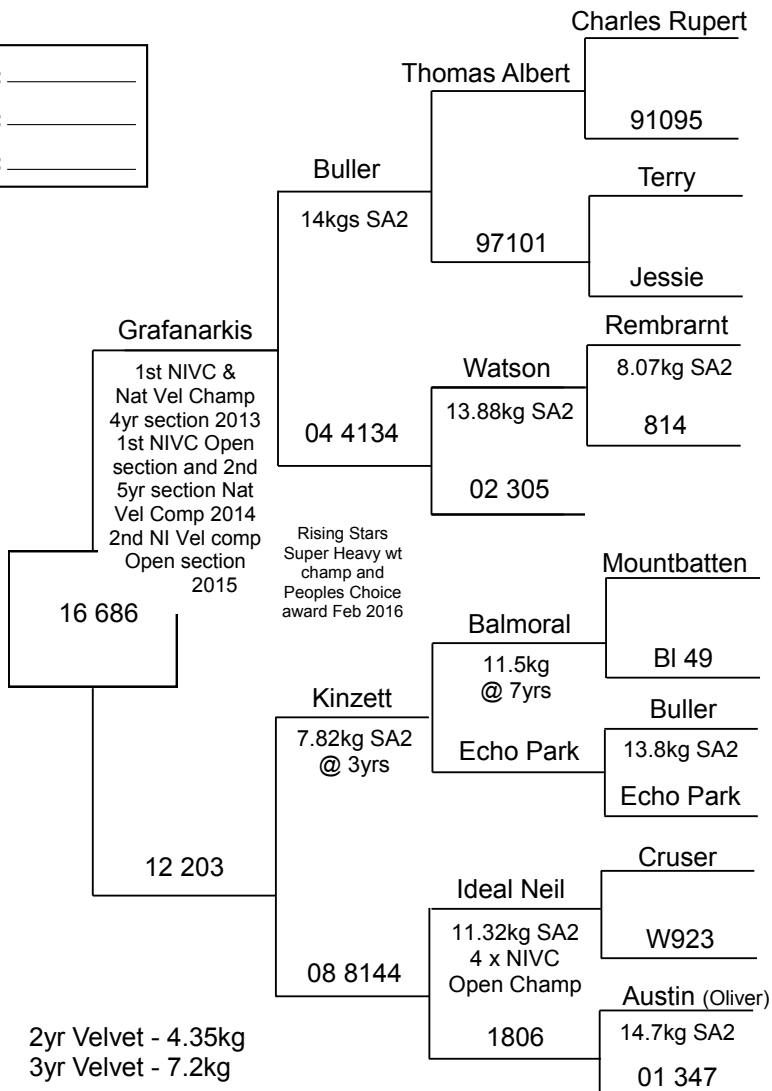 :
:
:
Charles Rupert
Thomas Albert
91095
Buller
14kgs SA2
Terry
97101
Jessie
Grafanarkis
1st NIVC &
Nat Vel Champ
4yr section 2013
1st NIVC Open
section and 2nd
5yr section Nat
Vel Comp 2014
2nd NI Vel comp
Open section
2015
Rembrarnt
8.07kg SA2
Watson
13.88kg SA2
814
04 4134
02 305
Rising Stars
Super Heavy wt
champ and
Peoples Choice
award Feb 2016
16 686
Mountbatten
Balmoral
11.5kg
@ 7yrs
Bl 49
Kinzett
7.82kg SA2
@ 3yrs
Buller
13.8kg SA2
Echo Park
Echo Park
12 203
Cruser
Ideal Neil
11.32kg SA2
4 x NIVC
Open Champ
W923
08 8144
Austin (Oliver)
14.7kg SA2
1806
01 347
2yr Velvet - 4.35kg
3yr Velvet - 7.2kg